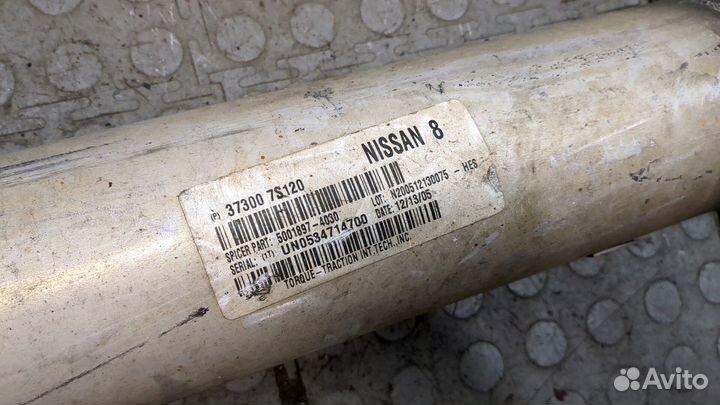 NISSAN 8
(P) 37300 7S120
SPICER PART: 5001897-4030
LOT: N200512130075 - HES
SERIAL: (1T) UN0534714700
DATE: 12/13/05
TORQUE-TRACTION INT.TECH.,INC.
Avito